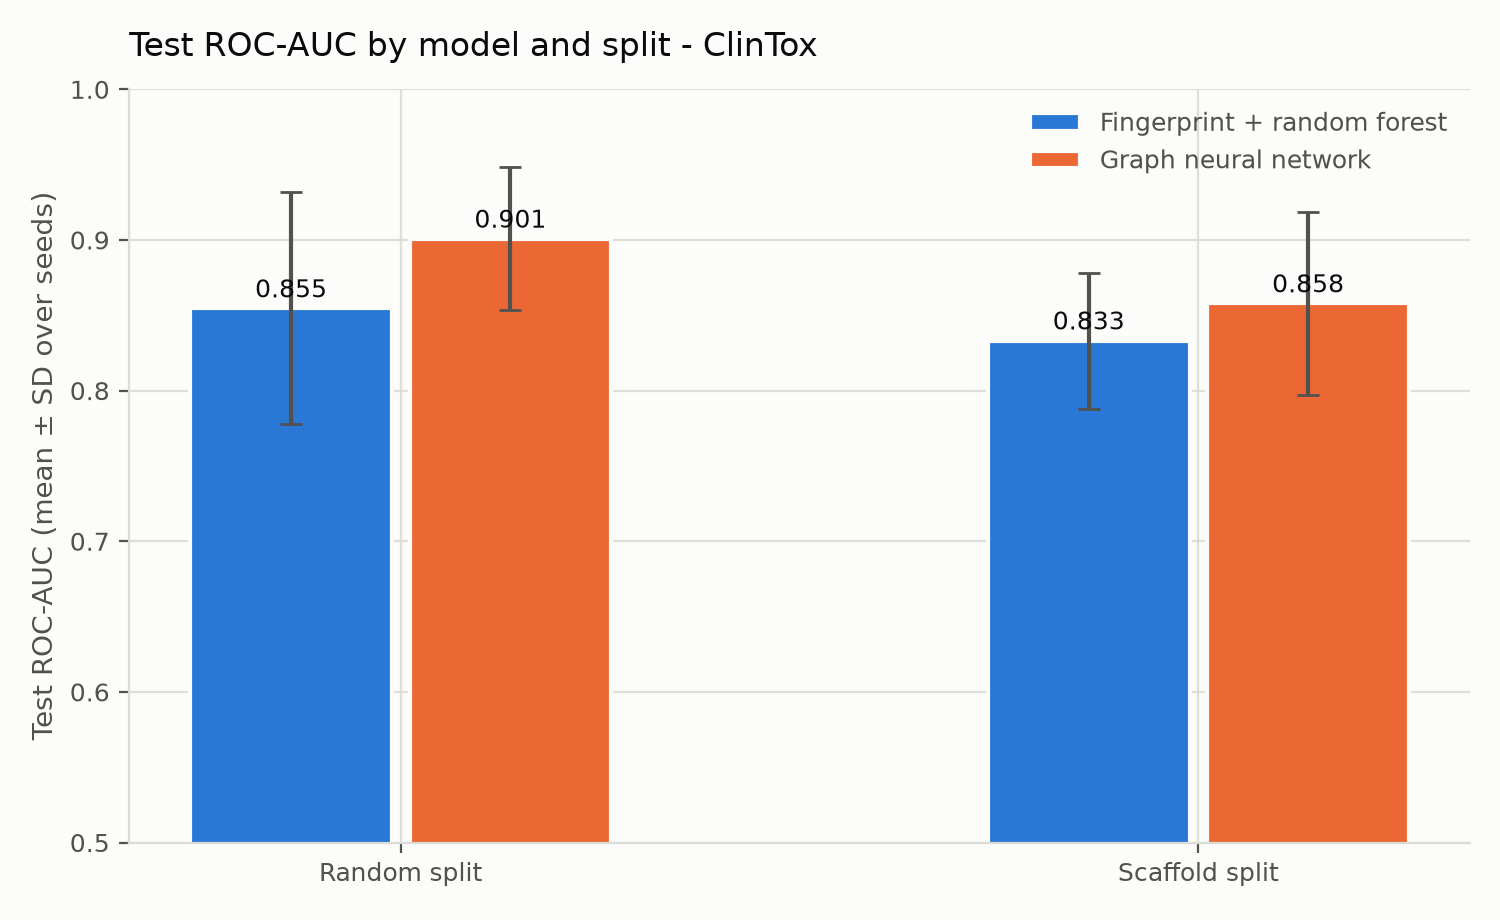 Test ROC-AUC by model and split - ClinTox
Test ROC-AUC (mean ± SD over seeds)
1.0
0.9
0.8
0.7
0.6
0.5
Fingerprint + random forest
Graph neural network
0.855
0.901
0.833
0.858
Random split
Scaffold split